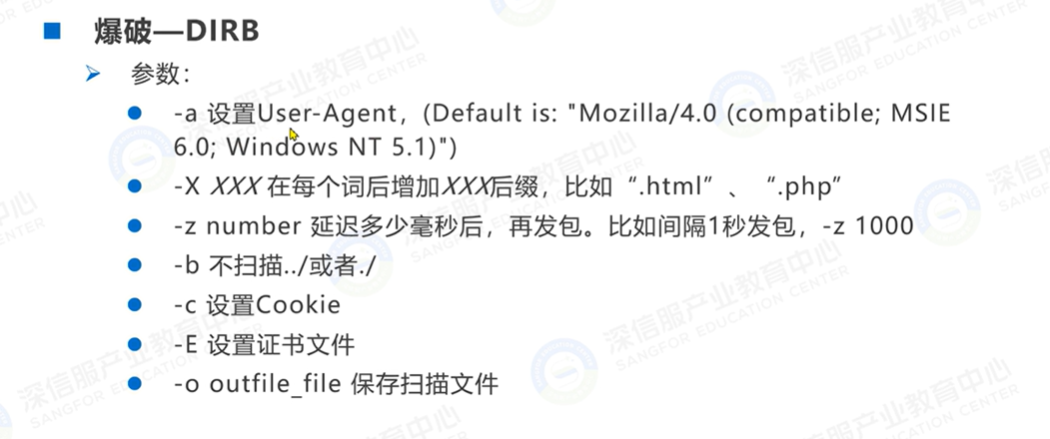 爆破—DIRB
参数：
-a 设置User-Agent，(Default is: "Mozilla/4.0 (compatible; MSIE
6.0; Windows NT 5.1)")
-X XXX 在每个词后增加XXX后缀，比如“.html”、“.php”
-z number 延迟多少毫秒后，再发包。比如间隔1秒发包，-z 1000
-b 不扫描../或者./
-c 设置Cookie
-E 设置证书文件
-o outfile_file 保存扫描文件
深信服产业教育中心
SANGFOR EDUCATION CENTER